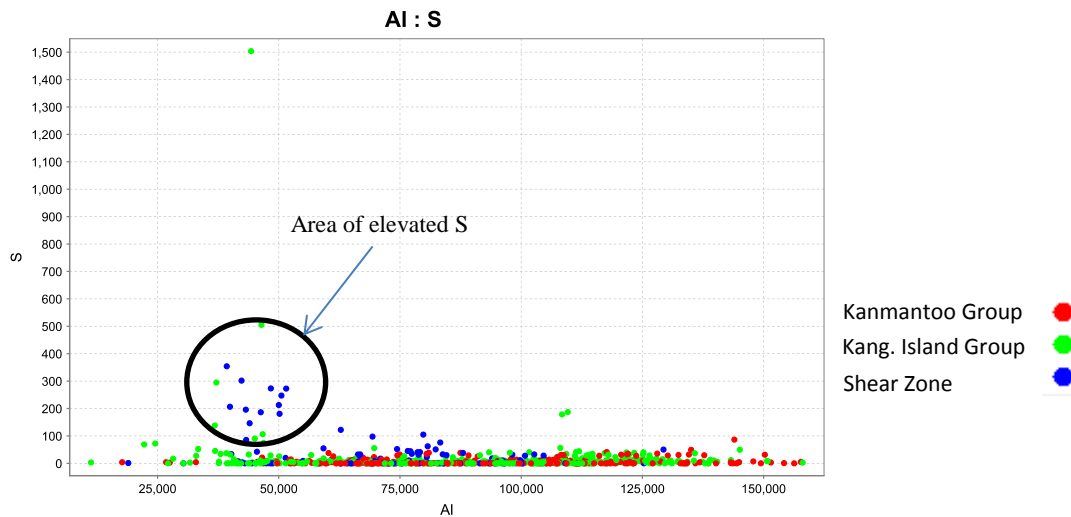 Al : S
1,500
1,400
1,300
1,200
1,100
1,000
900
800
700
600
500
400
300
200
100
0
S
Area of elevated S
25,000 50,000 75,000 100,000 125,000 150,000
Al
Kanmantoo Group
Kang. Island Group
Shear Zone